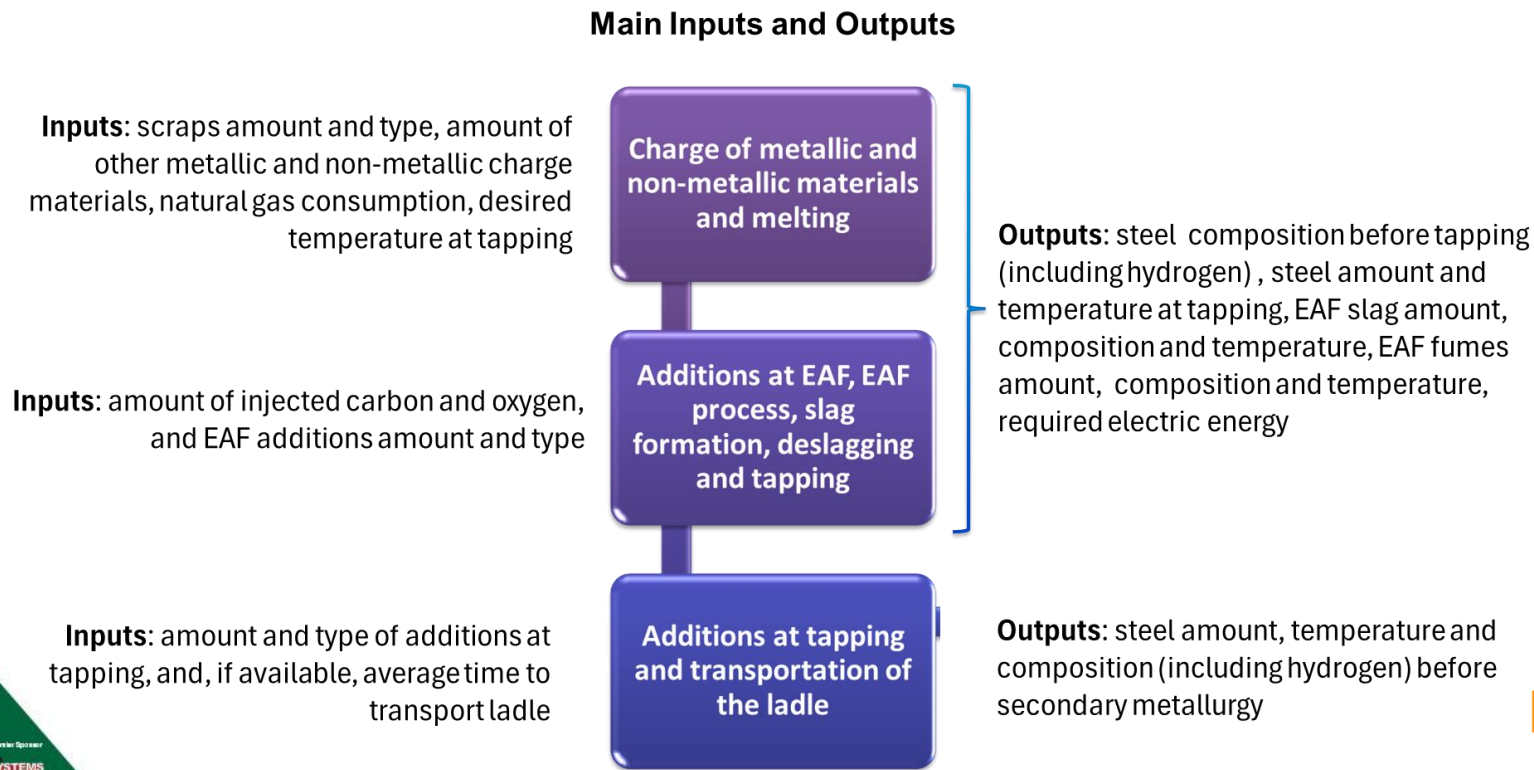 Main Inputs and Outputs
Inputs: scraps amount and type, amount of
other metallic and non-metallic charge
materials, natural gas consumption, desired
temperature at tapping
Charge of metallic and
non-metallic materials
and melting
Outputs: steel composition before tapping
(including hydrogen) , steel amount and
temperature at tapping, EAF slag amount,
composition and temperature, EAF fumes
amount, composition and temperature,
required electric energy
Inputs: amount of injected carbon and oxygen,
and EAF additions amount and type
Additions at EAF, EAF
process, slag
formation, deslagging
and tapping
Inputs: amount and type of additions at
tapping, and, if available, average time to
transport ladle
Additions at tapping
and transportation of
the ladle
Outputs: steel amount, temperature and
composition (including hydrogen) before
secondary metallurgy
Sponsor
YSTEMS